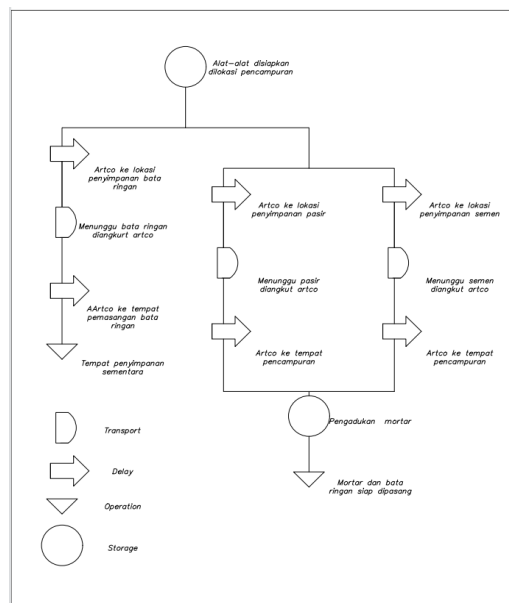 Alat-alat disiapkan
dilokasi pencampuran
Artco ke lokasi
penyimpanan bata
ringan
Menunggu bata ringan
diangkurt artco
AArtco ke tempat
pemasangan bata
ringan
Tempat penyimpanan
sementara
Artco ke lokasi
penyimpanan pasir
Menunggu pasir
diangkut artco
Artco ke tempat
pencampuran
Artco ke lokasi
penyimpanan semen
Menunggu semen
diangkut artco
Artco ke tempat
pencampuran
Pengadukan mortar
Mortar dan bata
ringan siap dipasang
Transport
Delay
Operation
Storage